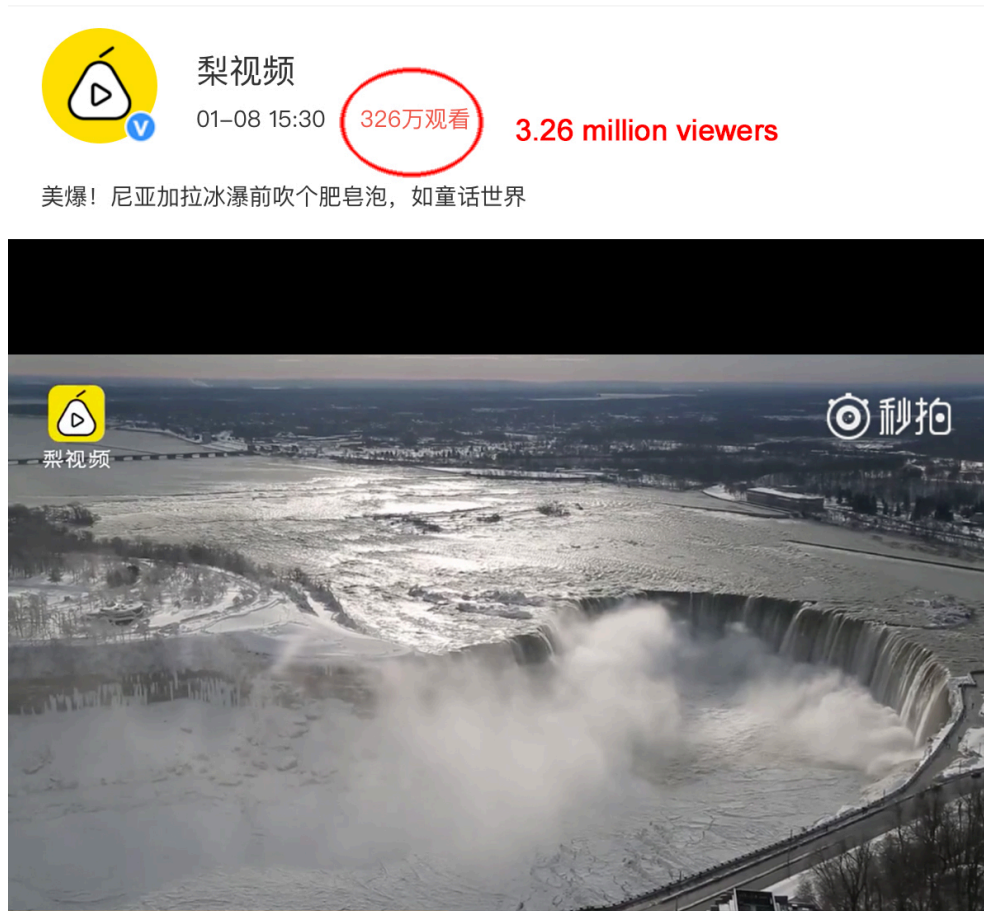 梨视频
01-08 15:30 326万观看
3.26 million viewers
美爆！尼亚加拉冰瀑前吹个肥皂泡，如童话世界
梨视频
秒拍